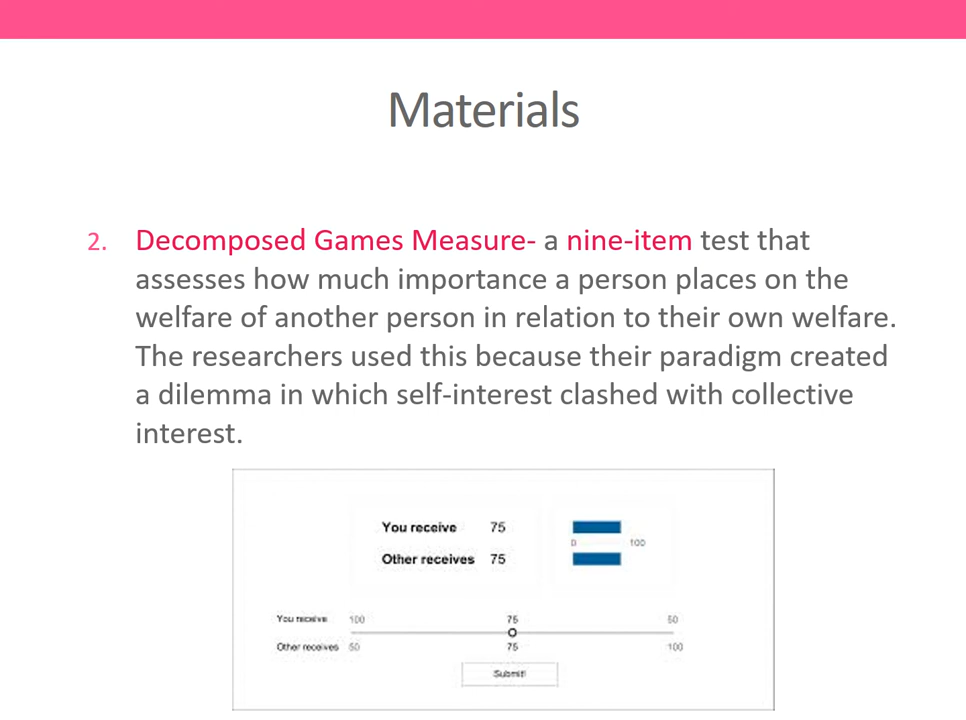 Materials
2. Decomposed Games Measure- a nine-item test that
assesses how much importance a person places on the
welfare of another person in relation to their own welfare.
The researchers used this because their paradigm created
a dilemma in which self-interest clashed with collective
interest.
You receive 75
0 100
Other receives 75
You receive 100 75 50
Other receives 50 75 100
Submit!